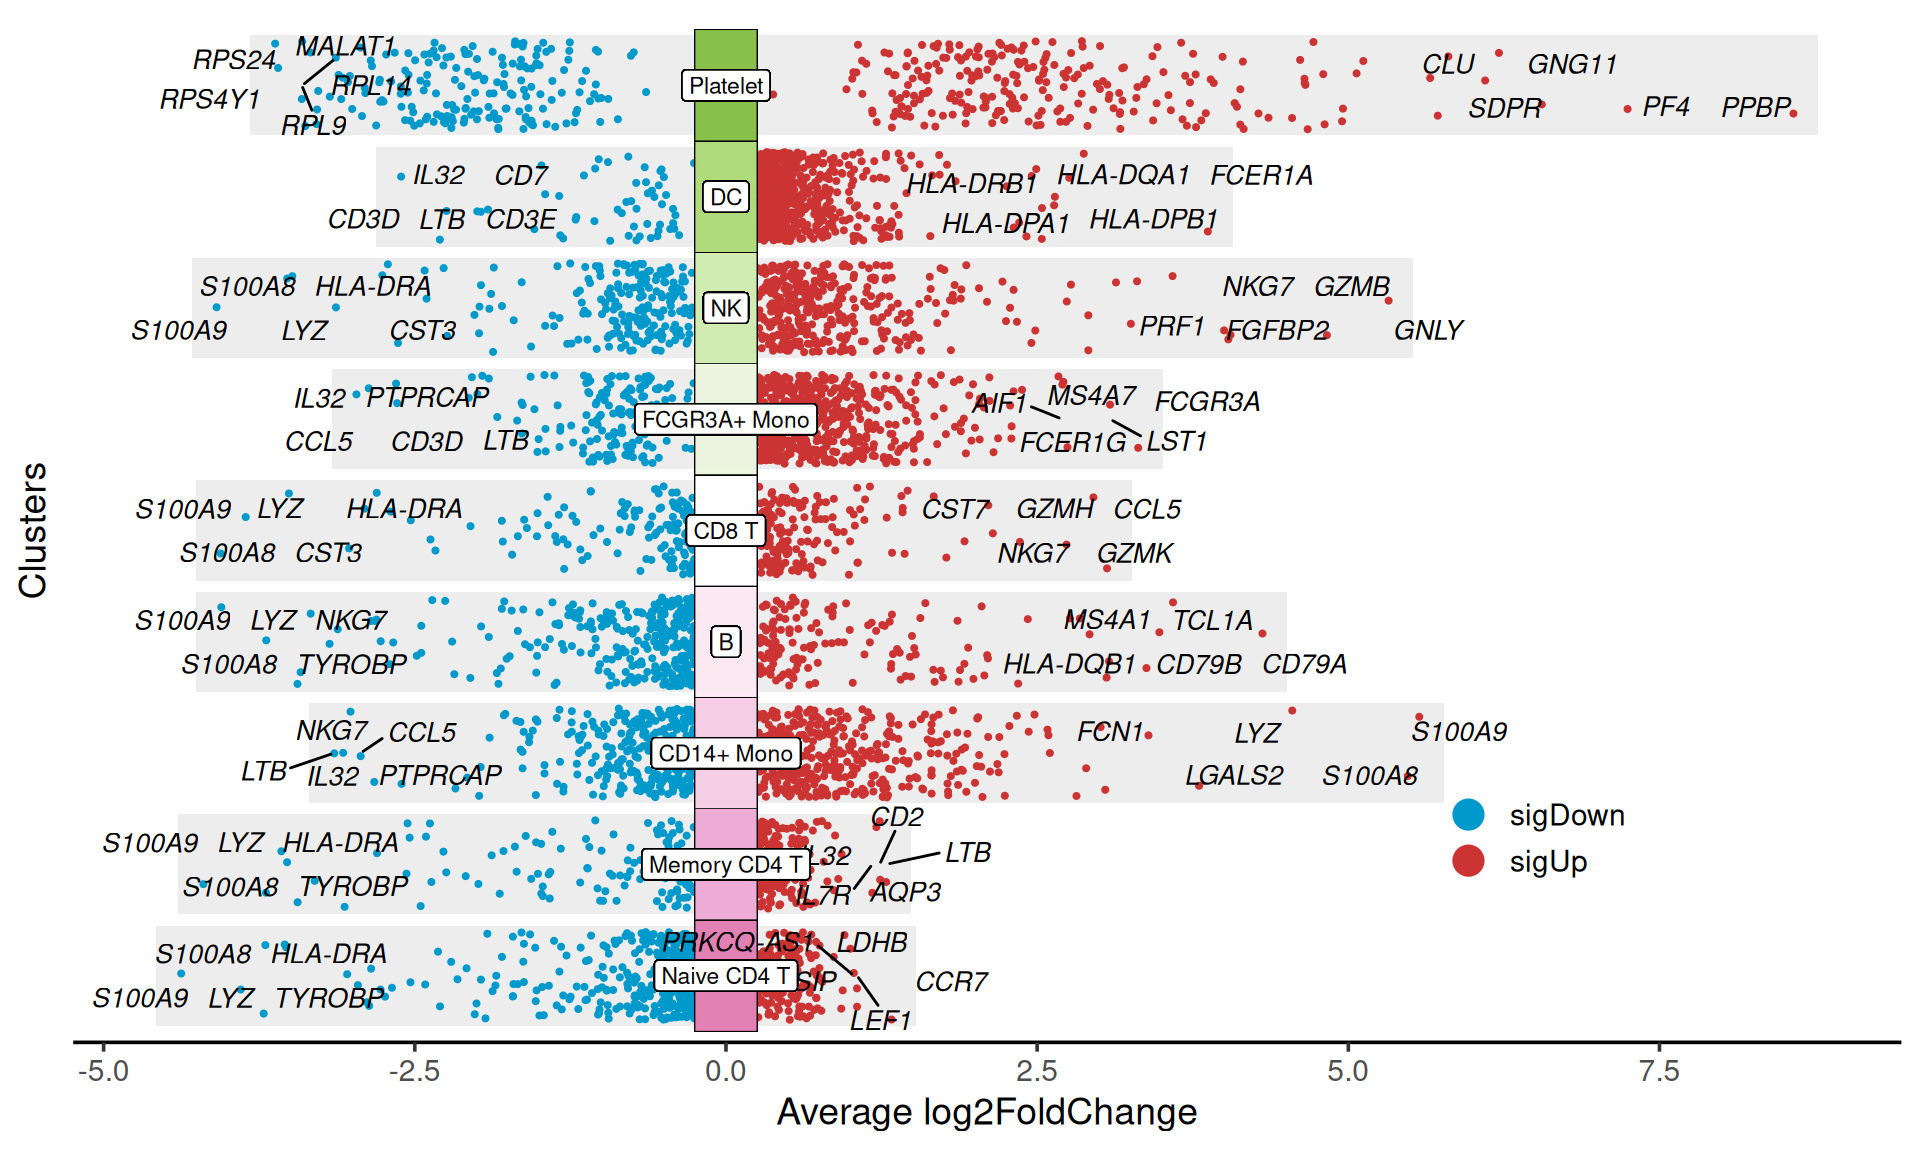 MALAT1
RPS24
RPL14
RPS4Y1
RPL9
Platelet
CLU
GNG11
SDPR
PF4
PPBP
IL32
CD7
CD3D
LTB
CD3E
DC
HLA-DRB1
HLA-DQA1
FCER1A
HLA-DPA1
HLA-DPB1
S100A8
HLA-DRA
S100A9
LYZ
CST3
NK
NKG7
GZMB
PRF1
FGFBP2
GNLY
IL32
PTPRCAP
CCL5
CD3D
LTB
FCGR3A+ Mono
AIF1
MS4A7
FCGR3A
FCER1G
LST1
S100A9
LYZ
HLA-DRA
S100A8
CST3
CD8 T
CST7
GZMH
CCL5
NKG7
GZMK
S100A9
LYZ
NKG7
S100A8
TYROBP
B
MS4A1
TCL1A
HLA-DQB1
CD79B
CD79A
NKG7
CCL5
LTB
IL32
PTPRCAP
CD14+ Mono
FCN1
LYZ
S100A9
LGALS2
S100A8
S100A9
LYZ
HLA-DRA
S100A8
TYROBP
Memory CD4 T
CD2
L32
LTB
IL7R
AQP3
S100A8
HLA-DRA
S100A9
LYZ
TYROBP
PRKCQ-AS1
LDHB
Naive CD4 T
SIP
CCR7
LEF1
Clusters
sigDown
sigUp
-5.0
-2.5
0.0
2.5
5.0
7.5
Average log2FoldChange